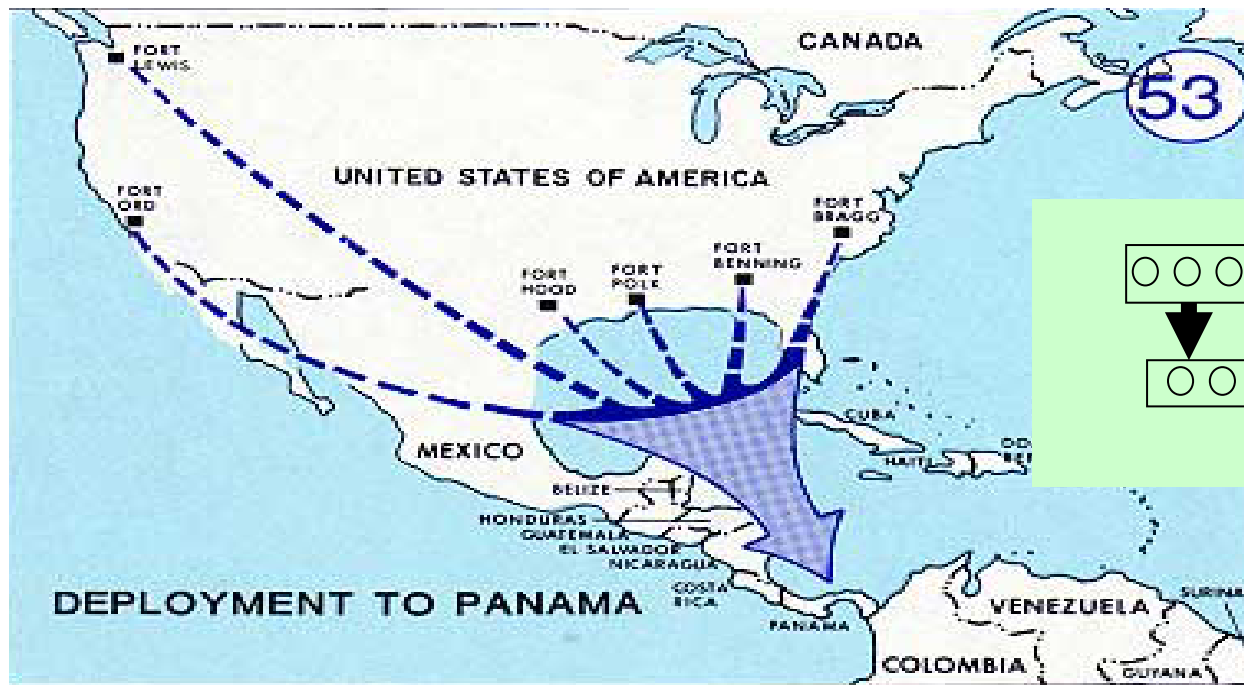 CANADA
53
FORT
LEWIS
UNITED STATES OF AMERICA
FORT
ORD
FORT
BRAGG
FORT
BENNING
FORT
HOOD
FORT
POLK
CUBA
MEXICO
HAITI
BELIZE
HONDURAS
GUATEMALA
EL SALVADOR
NICARAGUA
COSTA
RICA
DEPLOYMENT TO PANAMA
PANAMA
VENEZUELA
COLOMBIA
GUYANA